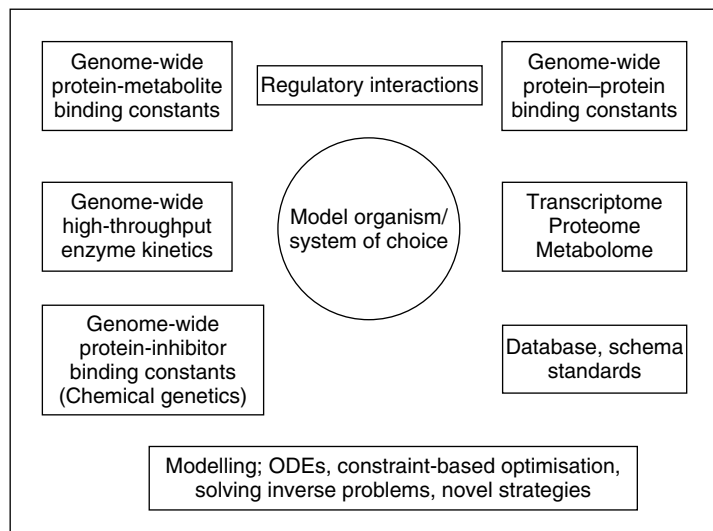 Genome-wide
protein-metabolite
binding constants
Regulatory interactions
Genome-wide
protein–protein
binding constants
Genome-wide
high-throughput
enzyme kinetics
Model organism/
system of choice
Transcriptome
Proteome
Metabolome
Genome-wide
protein-inhibitor
binding constants
(Chemical genetics)
Database, schema
standards
Modelling; ODEs, constraint-based optimisation,
solving inverse problems, novel strategies